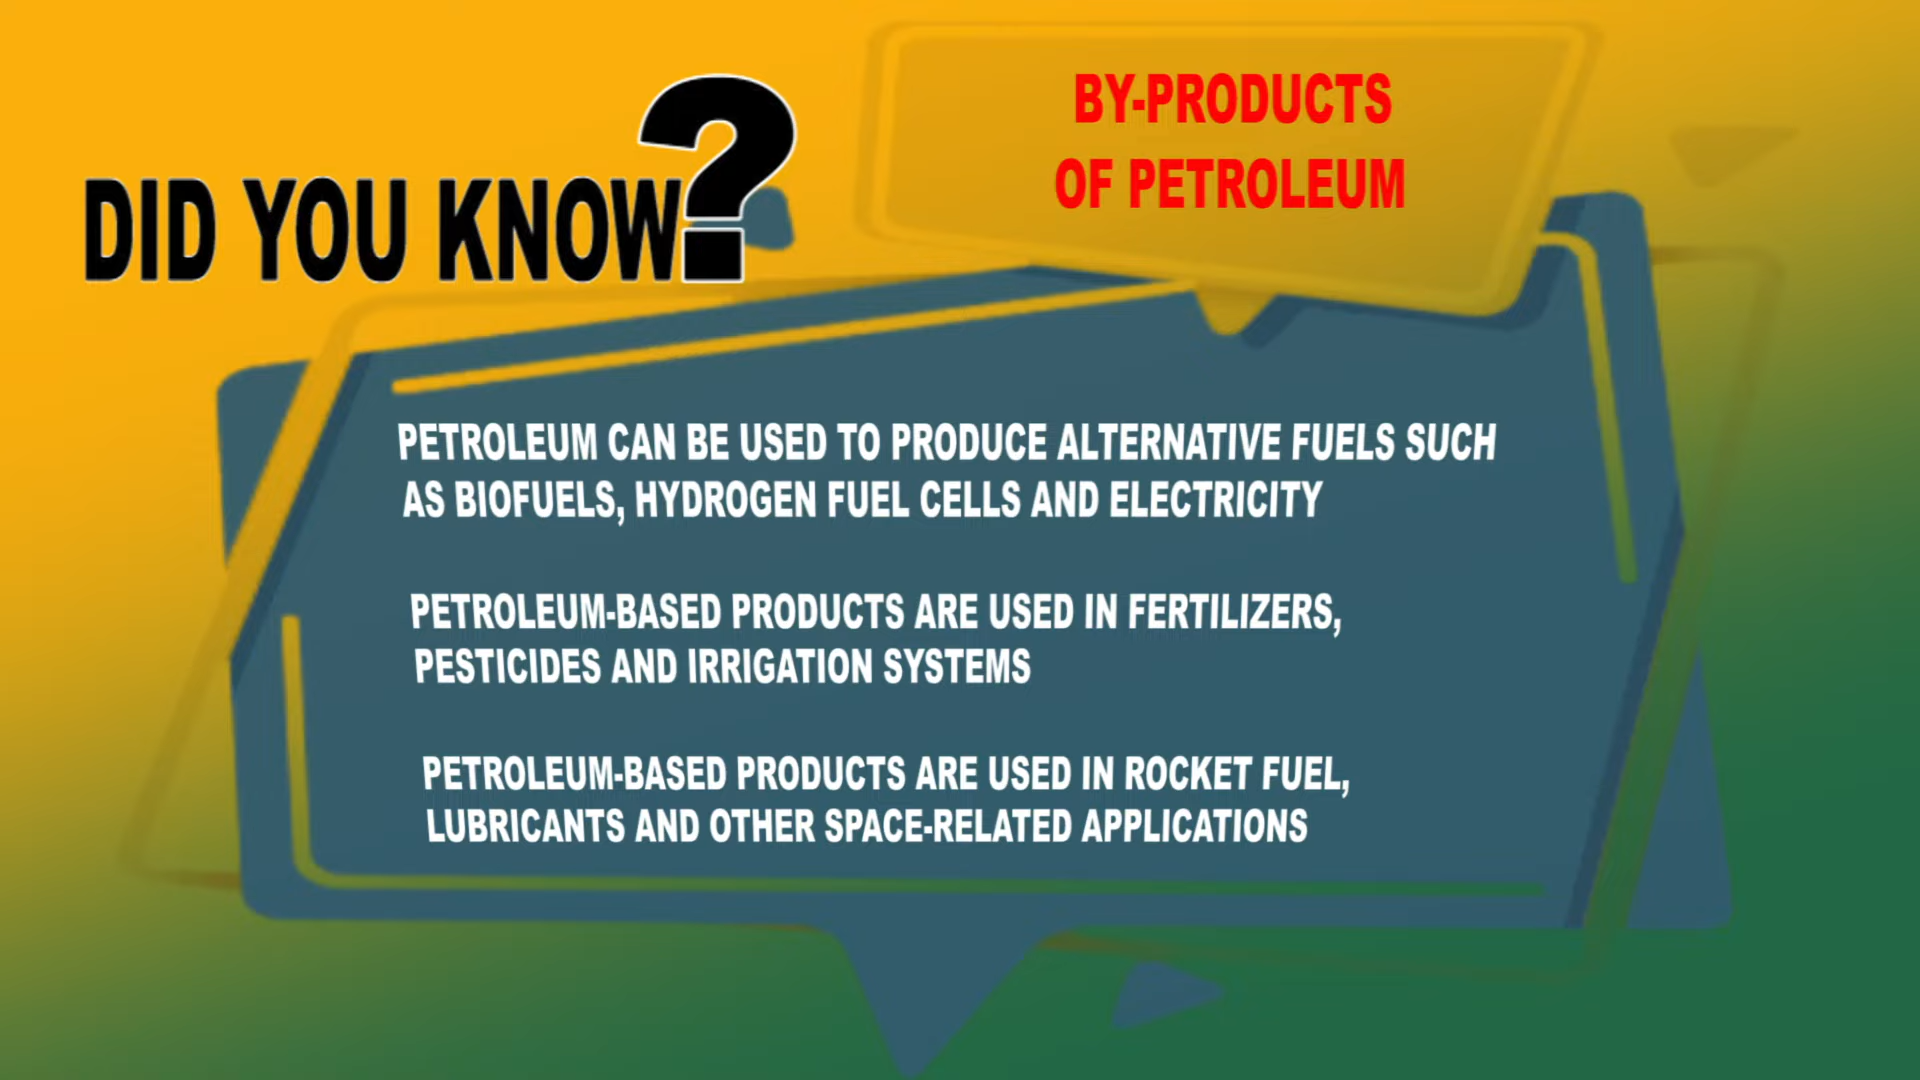 DID YOU KNOW?
BY-PRODUCTS
OF PETROLEUM
PETROLEUM CAN BE USED TO PRODUCE ALTERNATIVE FUELS SUCH
AS BIOFUELS, HYDROGEN FUEL CELLS AND ELECTRICITY
PETROLEUM-BASED PRODUCTS ARE USED IN FERTILIZERS,
PESTICIDES AND IRRIGATION SYSTEMS
PETROLEUM-BASED PRODUCTS ARE USED IN ROCKET FUEL,
LUBRICANTS AND OTHER SPACE-RELATED APPLICATIONS